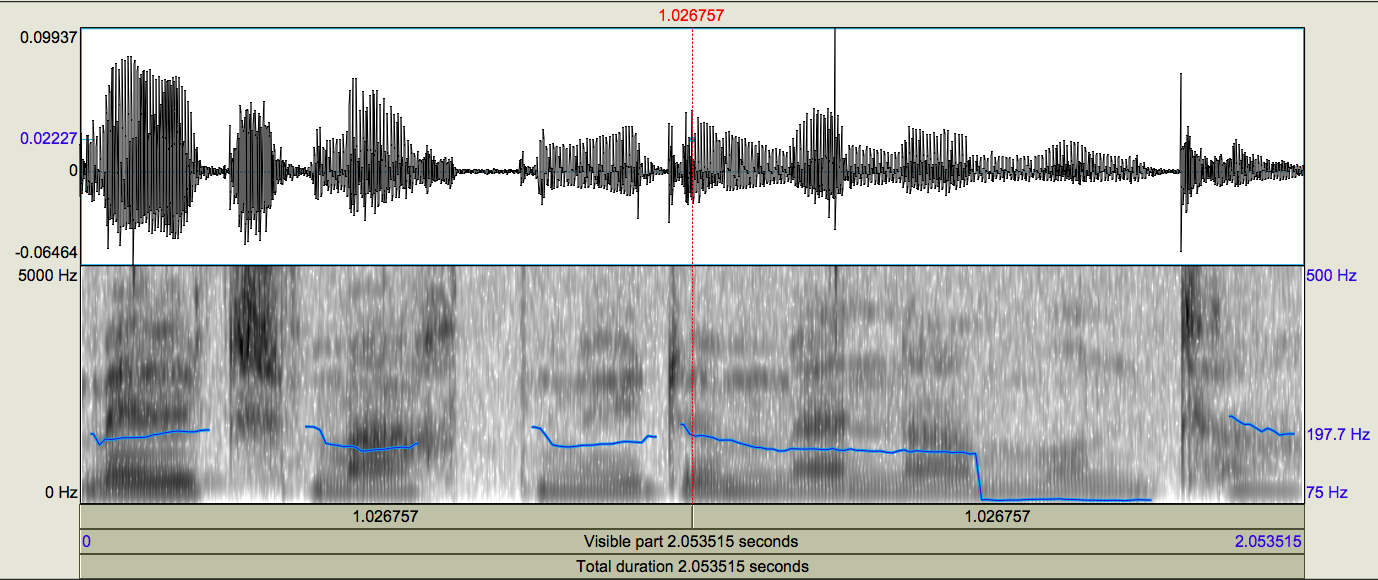 1.026757
0.09937
0.02227
0
-0.06464
5000 Hz 500 Hz
197.7 Hz
0 Hz 75 Hz
1.026757 1.026757
0 Visible part 2.053515 seconds 2.053515
Total duration 2.053515 seconds